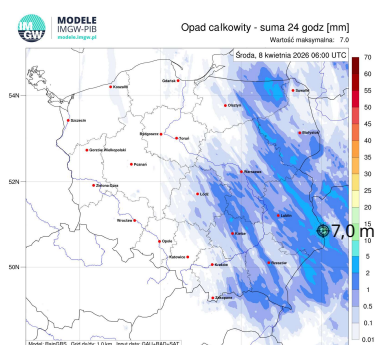 IMGW
MODELE
IMGW-PIB
modele.imgw.pl
Opad całkowity - suma 24 godz [mm]
Wartość maksymalna: 7.0
Środa, 8 kwietnia 2026 06:00 UTC
54N
52N
50N
Gdańsk
Koszalin
Suwałki
Olsztyn
Szczecin
Białystok
Bydgoszcz
Toruń
Gorzów Wielkopolski
Poznań
Warszawa
Zielona Góra
Łódź
Wrocław
Lublin
Kielce
Opole
Katowice
Kraków
Rzeszów
Zakopane
7,0 m
70
60
55
50
45
40
35
30
25
20
15
10
5
2
1
0.5
0.1
0.01